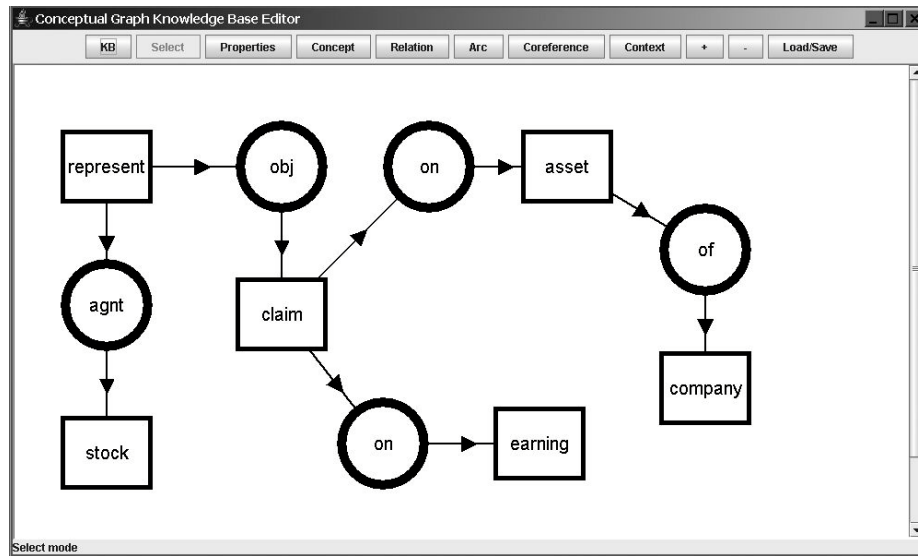 Conceptual Graph Knowledge Base Editor
KB Select Properties Concept Relation Arc Coreference Context + - Load/Save
represent obj on asset
of
agnt claim
company
stock on earning
Select mode